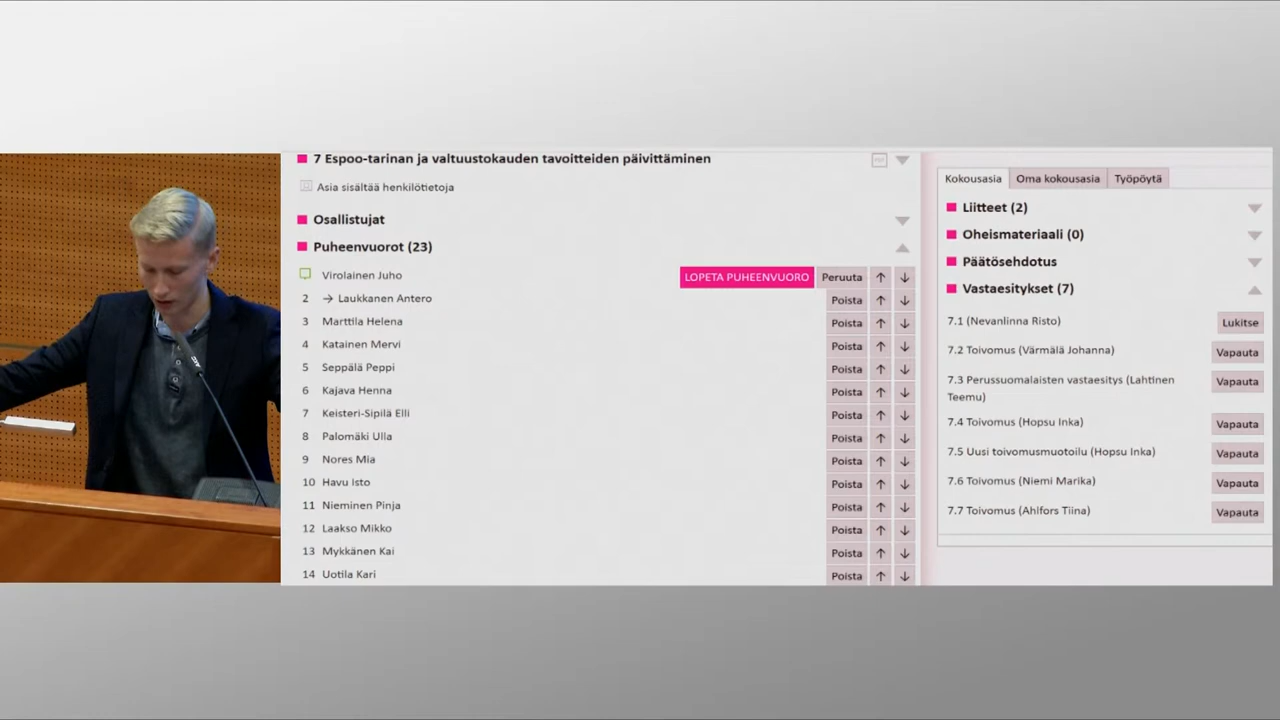 7 Espoo-tarinan ja valtuustokauden tavoitteiden päivittäminen
Asia sisältää henkilötietoja
Osallistujat
Puheenvuorot (23)
Virolainen Juho LOPETA PUHEENVUORO Peruuta ↑ ↓
2 → Laukkanen Antero Poista ↑ ↓
3 Marttila Helena Poista ↑ ↓
4 Katainen Mervi Poista ↑ ↓
5 Seppälä Peppi Poista ↑ ↓
6 Kajava Henna Poista ↑ ↓
7 Keisteri-Sipilä Elli Poista ↑ ↓
8 Palomäki Ulla Poista ↑ ↓
9 Nores Mia Poista ↑ ↓
10 Havu Isto Poista ↑ ↓
11 Nieminen Pinja Poista ↑ ↓
12 Laakso Mikko Poista ↑ ↓
13 Mykkänen Kai Poista ↑ ↓
14 Uotila Kari Poista ↑ ↓
Kokousasia Oma kokousasia Työpöytä
Liitteet (2)
Oheismateriaali (0)
Päätösehdotus
Vastaesitykset (7)
7.1 (Nevanlinna Risto) Lukitse
7.2 Toivomus (Värmälä Johanna) Vapauta
7.3 Perussuomalaisten vastaesitys (Lahtinen
Teemu) Vapauta
7.4 Toivomus (Hopsu Inka) Vapauta
7.5 Uusi toivomusmuotoilu (Hopsu Inka) Vapauta
7.6 Toivomus (Niemi Marika) Vapauta
7.7 Toivomus (Ahlfors Tiina) Vapauta